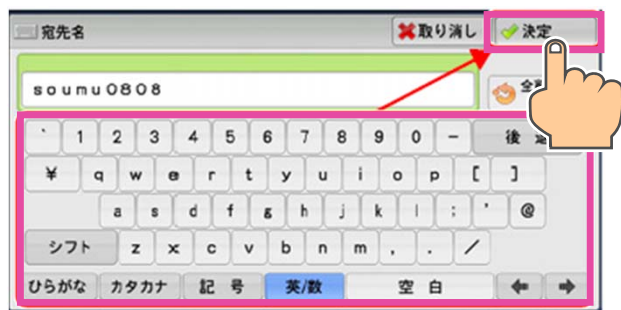 宛先名 取り消し 決定
soumu0808
` 1 2 3 4 5 6 7 8 9 0 - 後
¥ q w e r t y u i o p [ ]
a s d f g h j k l ; ' @
シフト z x c v b n m , . /
ひらがな カタカナ 記号 英/数 空白 ← →